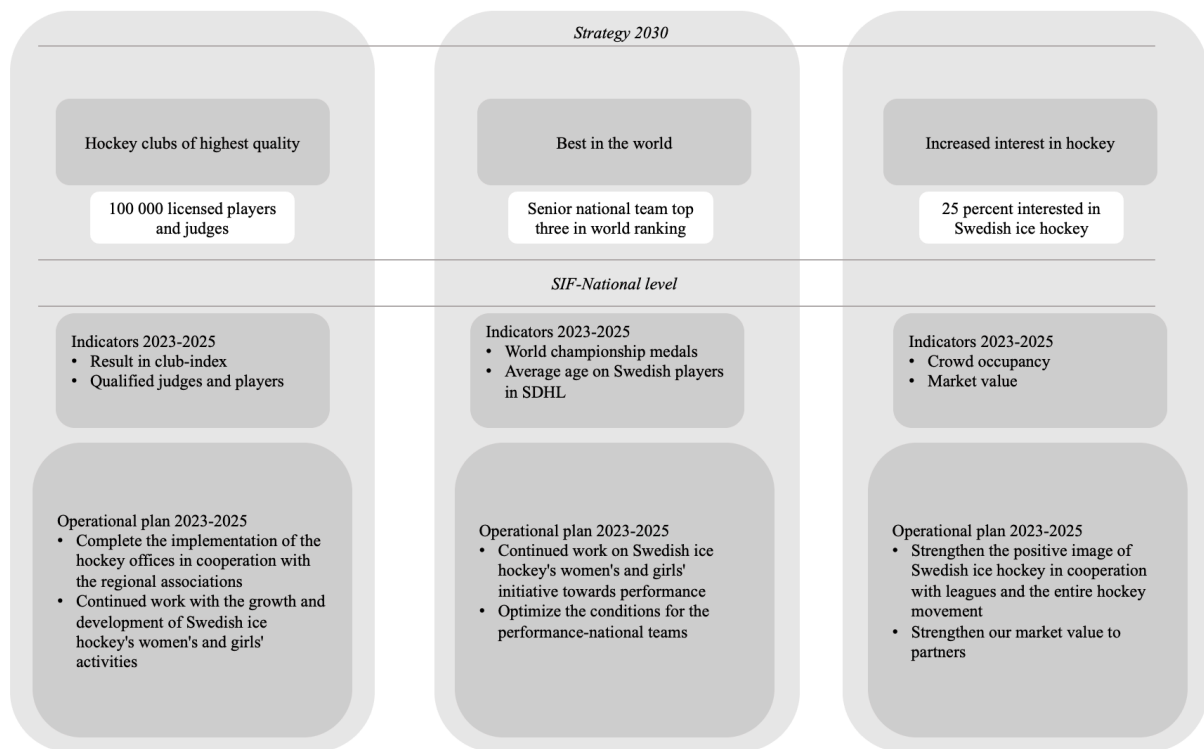 Strategy 2030
Hockey clubs of highest quality
Best in the world
Increased interest in hockey
100 000 licensed players
and judges
Senior national team top
three in world ranking
25 percent interested in
Swedish ice hockey
SIF-National level
Indicators 2023-2025
• Result in club-index
• Qualified judges and players
Indicators 2023-2025
• World championship medals
• Average age on Swedish players
in SDHL
Indicators 2023-2025
• Crowd occupancy
• Market value
Operational plan 2023-2025
• Complete the implementation of the
hockey offices in cooperation with
the regional associations
• Continued work with the growth and
development of Swedish ice
hockey's women's and girls'
activities
Operational plan 2023-2025
• Continued work on Swedish ice
hockey's women's and girls'
initiative towards performance
• Optimize the conditions for the
performance-national teams
Operational plan 2023-2025
• Strengthen the positive image of
Swedish ice hockey in cooperation
with leagues and the entire hockey
movement
• Strengthen our market value to
partners